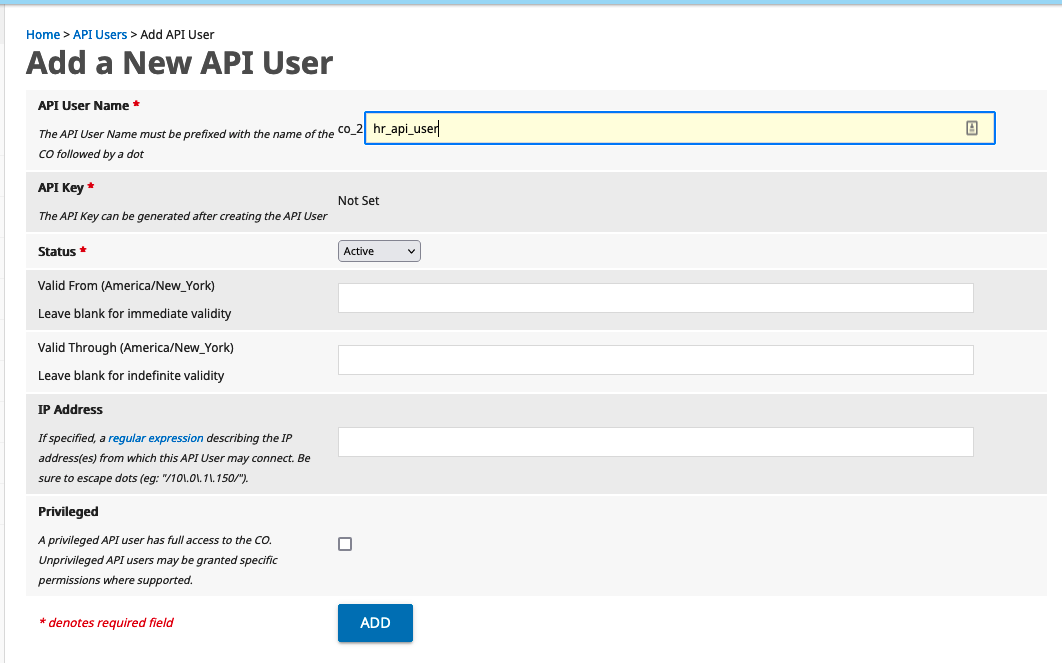 Home > API Users > Add API User
Add a New API User
API User Name *
The API User Name must be prefixed with the name of the
CO followed by a dot
co_2
hr_api_user
API Key *
The API Key can be generated after creating the API User
Not Set
Status *
Active
Valid From (America/New_York)
Leave blank for immediate validity
Valid Through (America/New_York)
Leave blank for indefinite validity
IP Address
If specified, a regular expression describing the IP
address(es) from which this API User may connect. Be
sure to escape dots (eg: "/10\.0\.1\.150/").
Privileged
A privileged API user has full access to the CO.
Unprivileged API users may be granted specific
permissions where supported.
* denotes required field
ADD